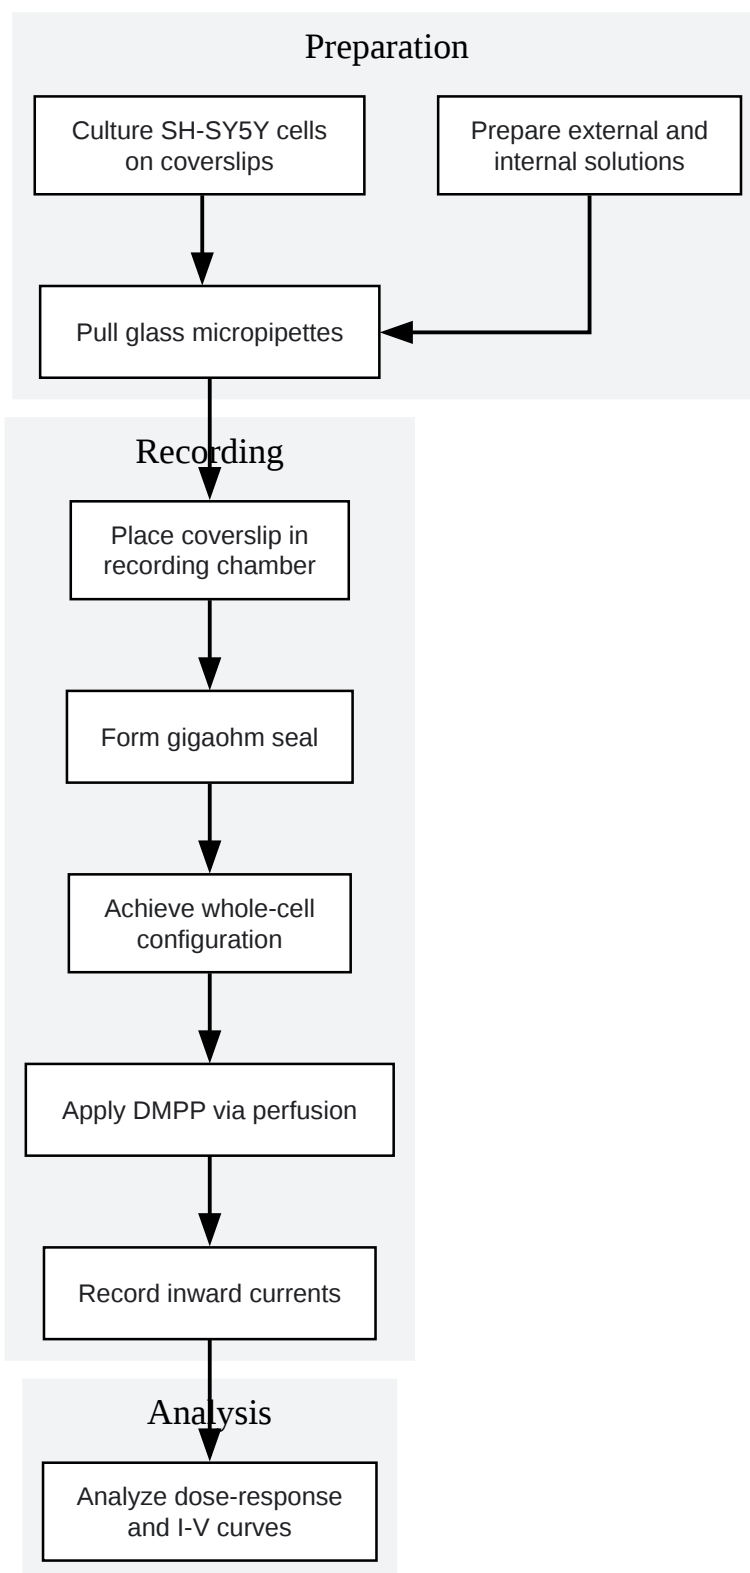 Preparation
Culture SH-SY5Y cells
on coverslips
Prepare external and
internal solutions
Pull glass micropipettes
Recording
Place coverslip in
recording chamber
Form gigaohm seal
Achieve whole-cell
configuration
Apply DMPP via perfusion
Record inward currents
Analysis
Analyze dose-response
and I-V curves